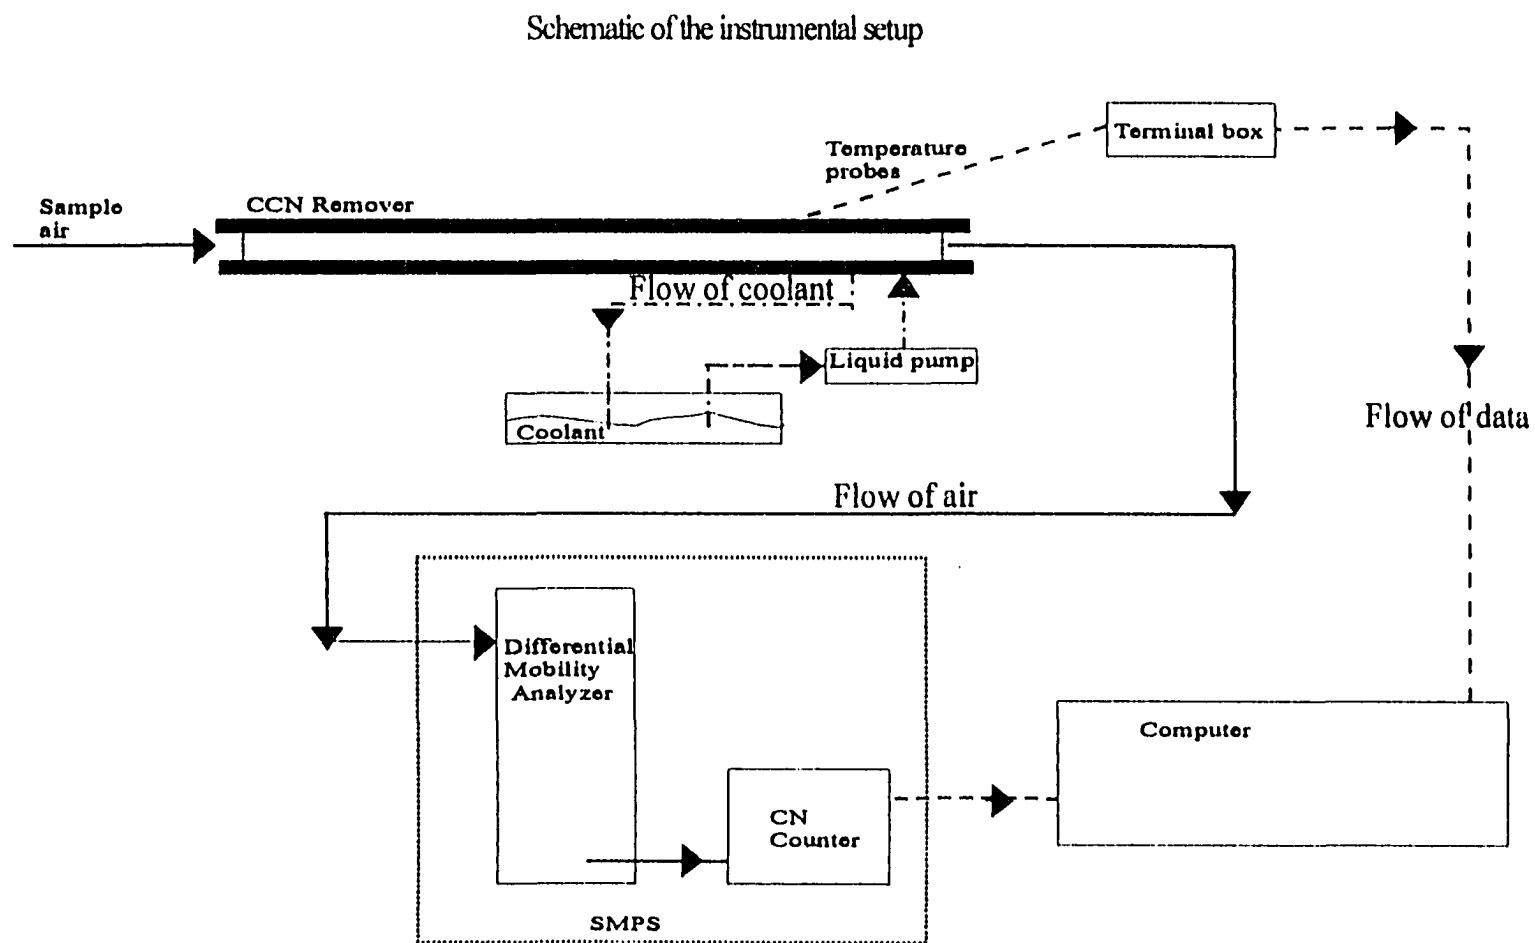 Schematic of the instrumental setup
Terminal box
Temperature
probes
Sample
air
CCN Remover
Flow of coolant
Liquid pump
Coolant
Flow of data
Flow of air
Differential
Mobility
Analyzer
Computer
CN
Counter
SMPS